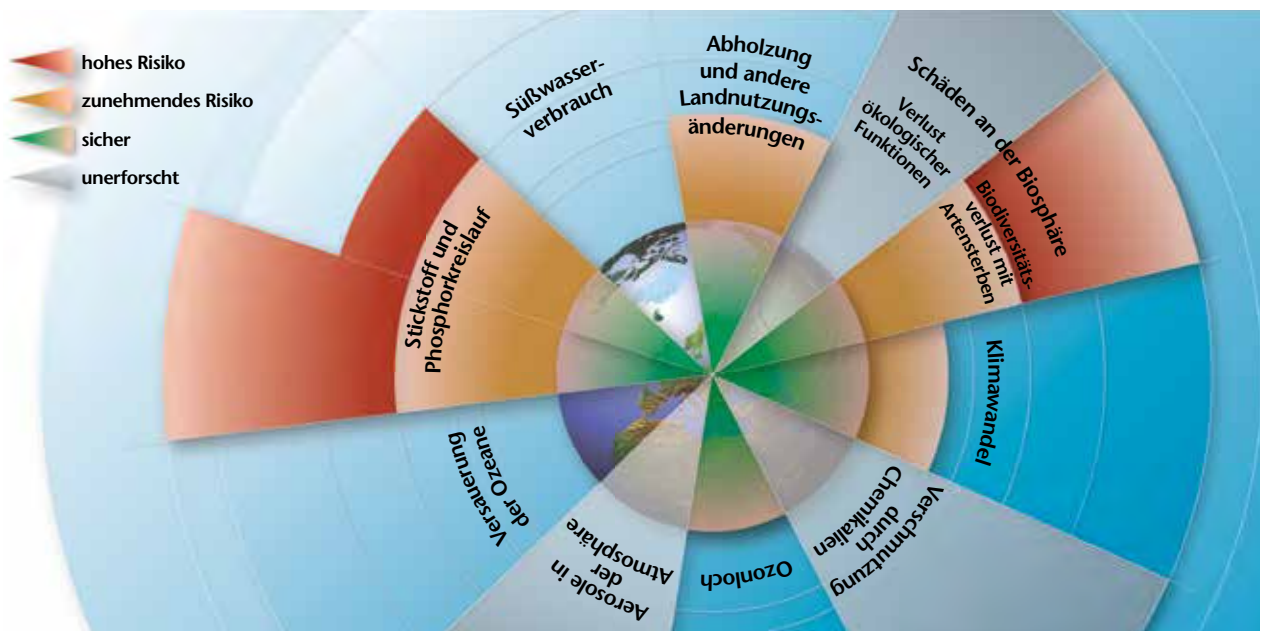 hohes Risiko
zunehmendes Risiko
sicher
unerforscht
Süßwasser-
verbrauch
Abholzung
und andere
Landnutzungs-
änderungen
Schäden an der Biosphäre
Verlust
ökologischer
Funktionen
Biodiversitäts-
verlust mit
Artensterben
Klimawandel
Verschmutzung
durch
Chemikalien
Ozonloch
Aerosole in
der
Atmosphäre
Versauerung
der Ozeane
Stickstoff und
Phosphorkreislauf